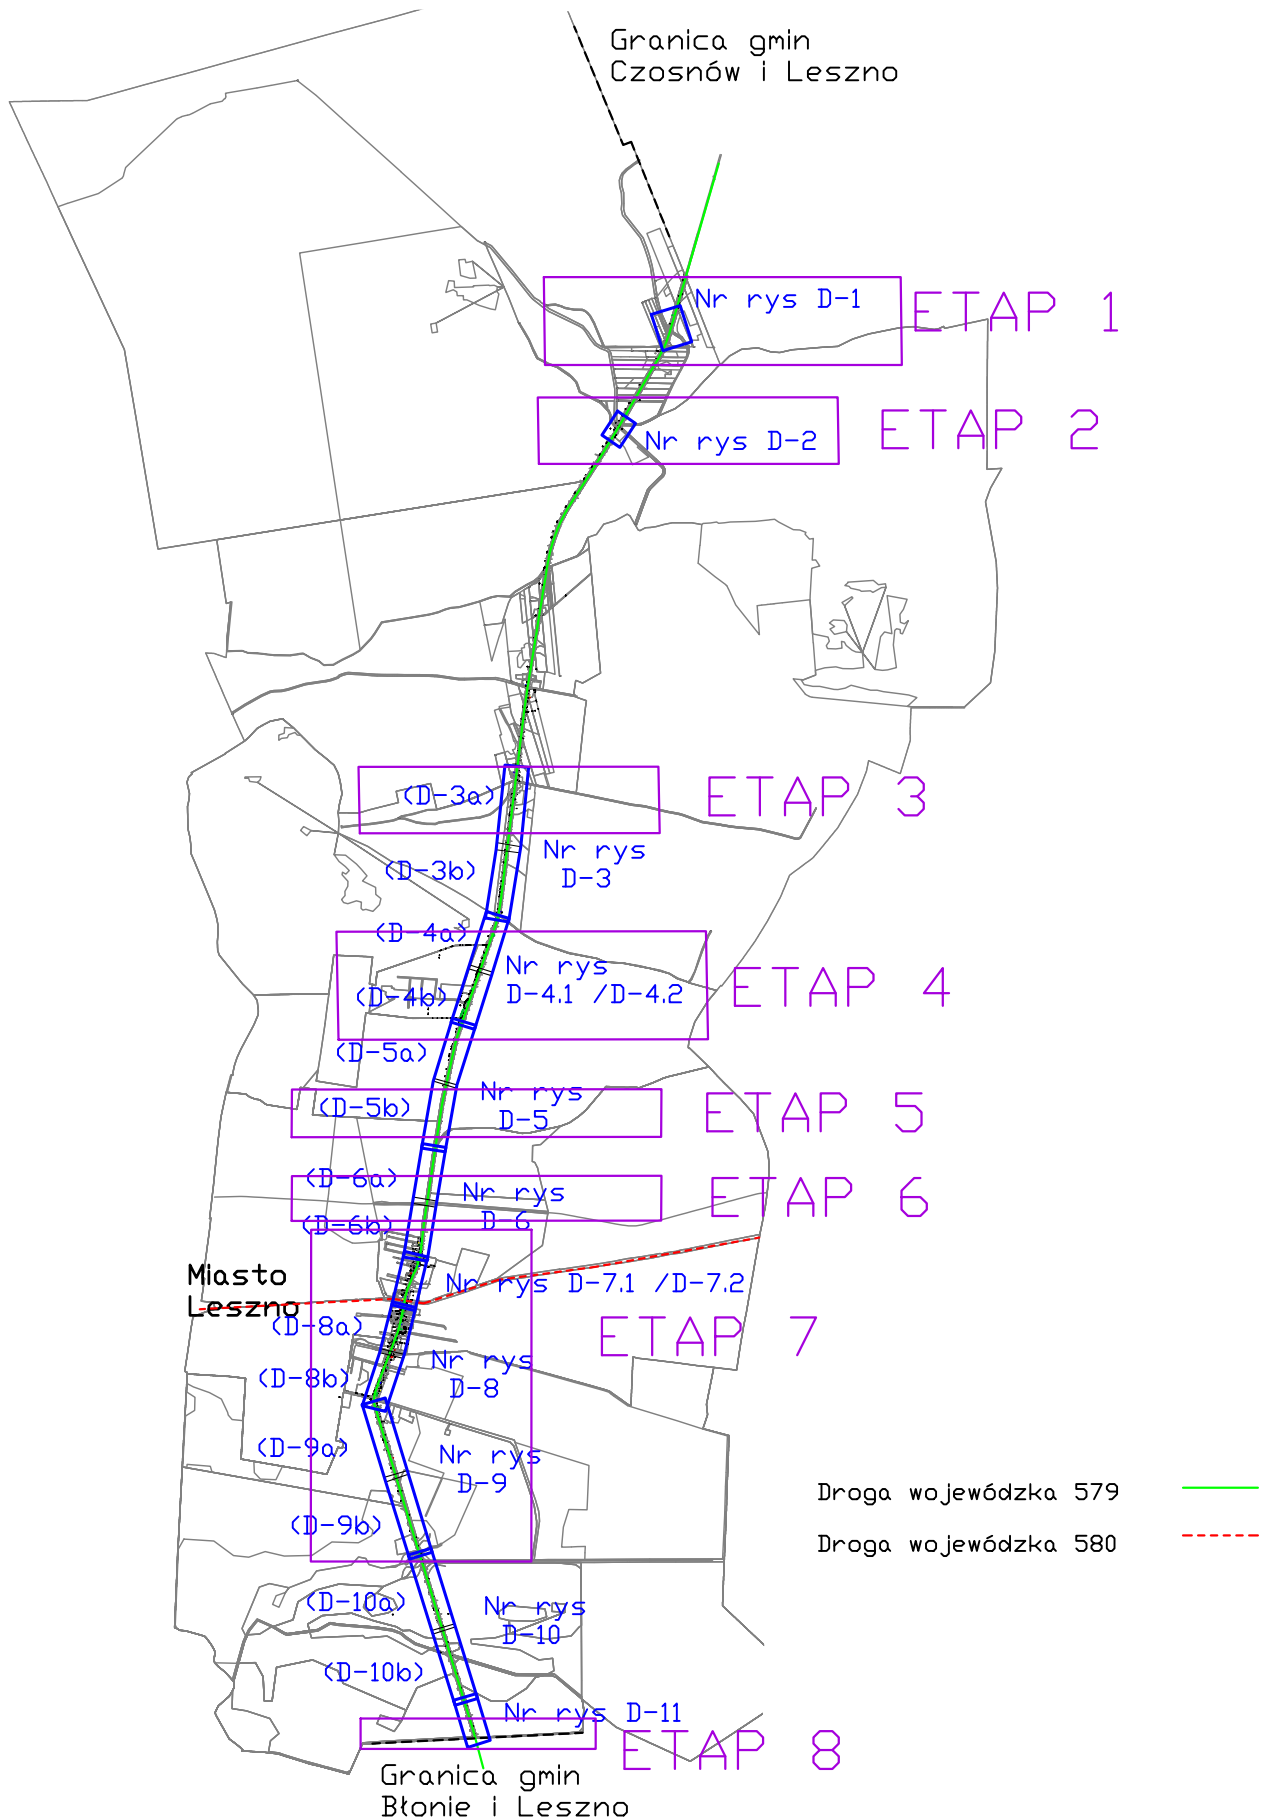 Granica gmin
Czosnów i Leszno
Nr rys D-1
ETAP 1
ETAP 2
Nr rys D-2
ETAP 3
(D-3a)
Nr rys
D-3
(D-3b)
(D-4a)
Nr rys
D-4.1 /D-4.2
ETAP 4
(D-4b)
(D-5a)
Nr rys
D-5
ETAP 5
(D-5b)
(D-6a)
Nr rys
D-6
ETAP 6
(D-6b)
Miasto
Leszno
Nr rys D-7.1 /D-7.2
(D-8a)
ETAP 7
Nr rys
D-8
(D-8b)
(D-9a)
Nr rys
D-9
Droga wojewódzka 579
(D-9b)
Droga wojewódzka 580
(D-10a)
Nr rys
D-10
(D-10b)
Nr rys D-11
ETAP 8
Granica gmin
Błonie i Leszno